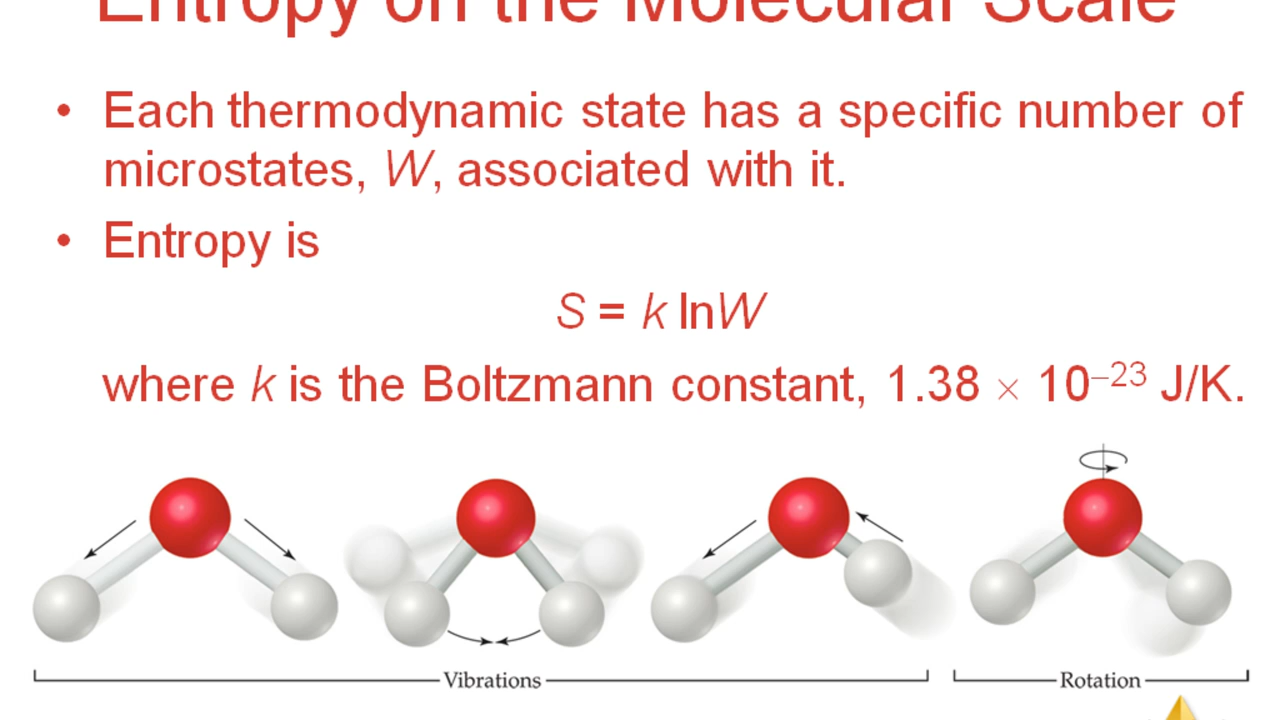 Entropy on the Molecular Scale
• Each thermodynamic state has a specific number of
microstates, W, associated with it.
• Entropy is
S = k lnW
where k is the Boltzmann constant, 1.38 × 10⁻²³ J/K.
Vibrations
Rotation